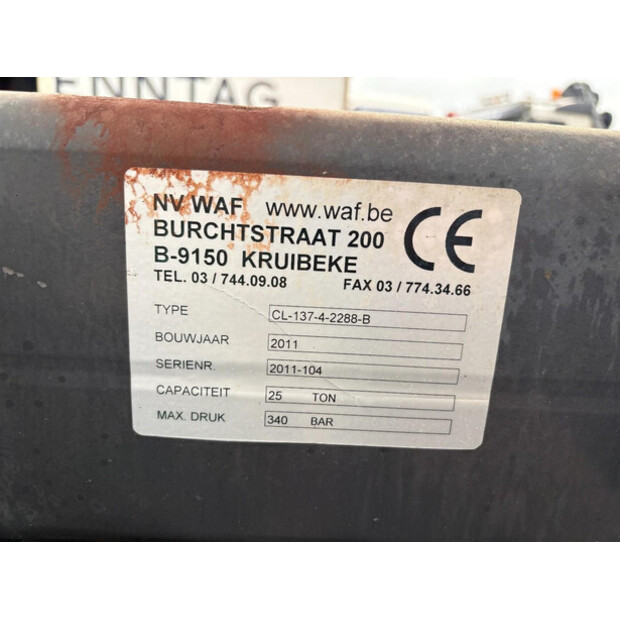 ENNTAG
NV WAF www.waf.be
BURCHTSTRAAT 200
B-9150 KRUIBEKE
TEL. 03 / 744.09.08 FAX 03 / 774.34.66
CE
TYPE CL-137-4-2288-B
BOUWJAAR 2011
SERIENR. 2011-104
CAPACITEIT 25 TON
MAX. DRUK 340 BAR